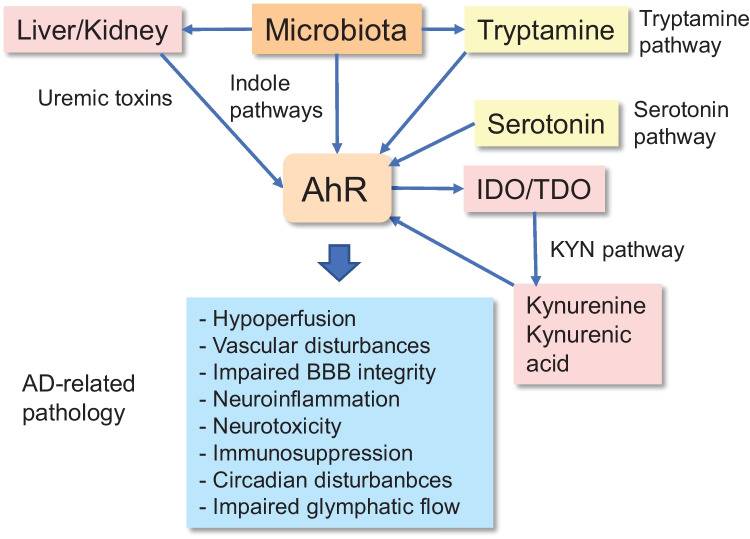 Liver/Kidney
Microbiota
Tryptamine
Tryptamine
pathway
Uremic toxins
Indole
pathways
Serotonin
Serotonin
pathway
AhR
IDO/TDO
KYN pathway
Kynurenine
Kynurenic
acid
AD-related
pathology
- Hypoperfusion
- Vascular disturbances
- Impaired BBB integrity
- Neuroinflammation
- Neurotoxicity
- Immunosupression
- Circadian disturbanbces
- Impaired glymphatic flow